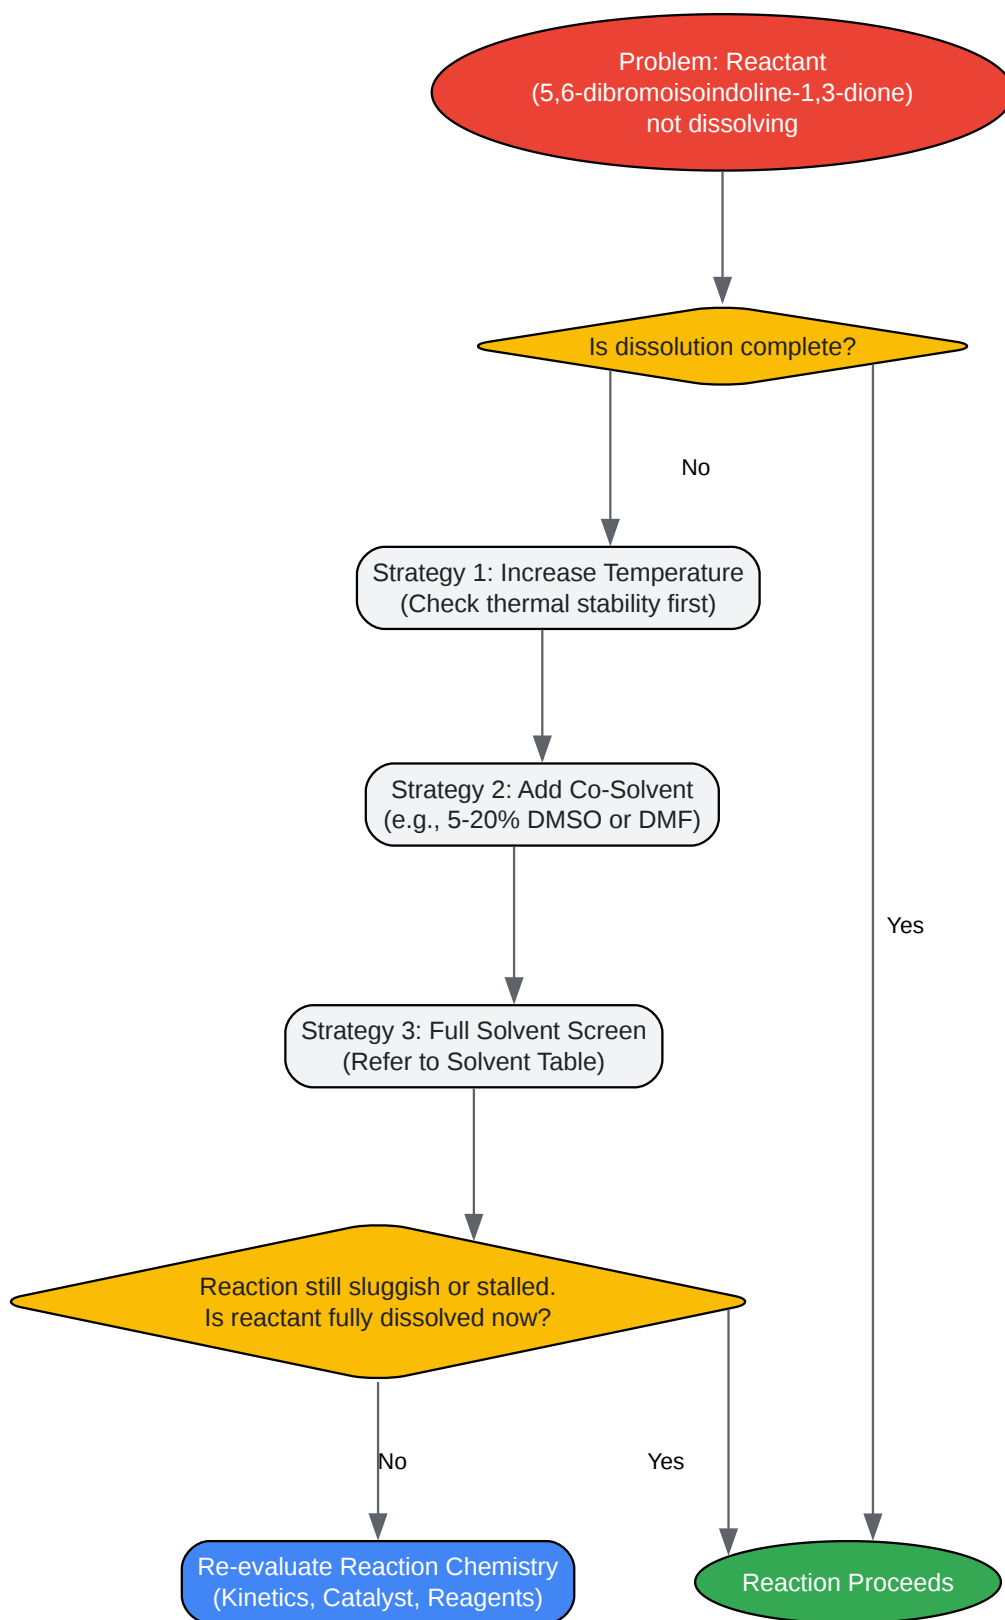 Problem: Reactant
(5,6-dibromoisoindoline-1,3-dione)
not dissolving
Is dissolution complete?
No
Strategy 1: Increase Temperature
(Check thermal stability first)
Strategy 2: Add Co-Solvent
(e.g., 5-20% DMSO or DMF)
Yes
Strategy 3: Full Solvent Screen
(Refer to Solvent Table)
Reaction still sluggish or stalled.
Is reactant fully dissolved now?
No
Yes
Re-evaluate Reaction Chemistry
(Kinetics, Catalyst, Reagents)
Reaction Proceeds